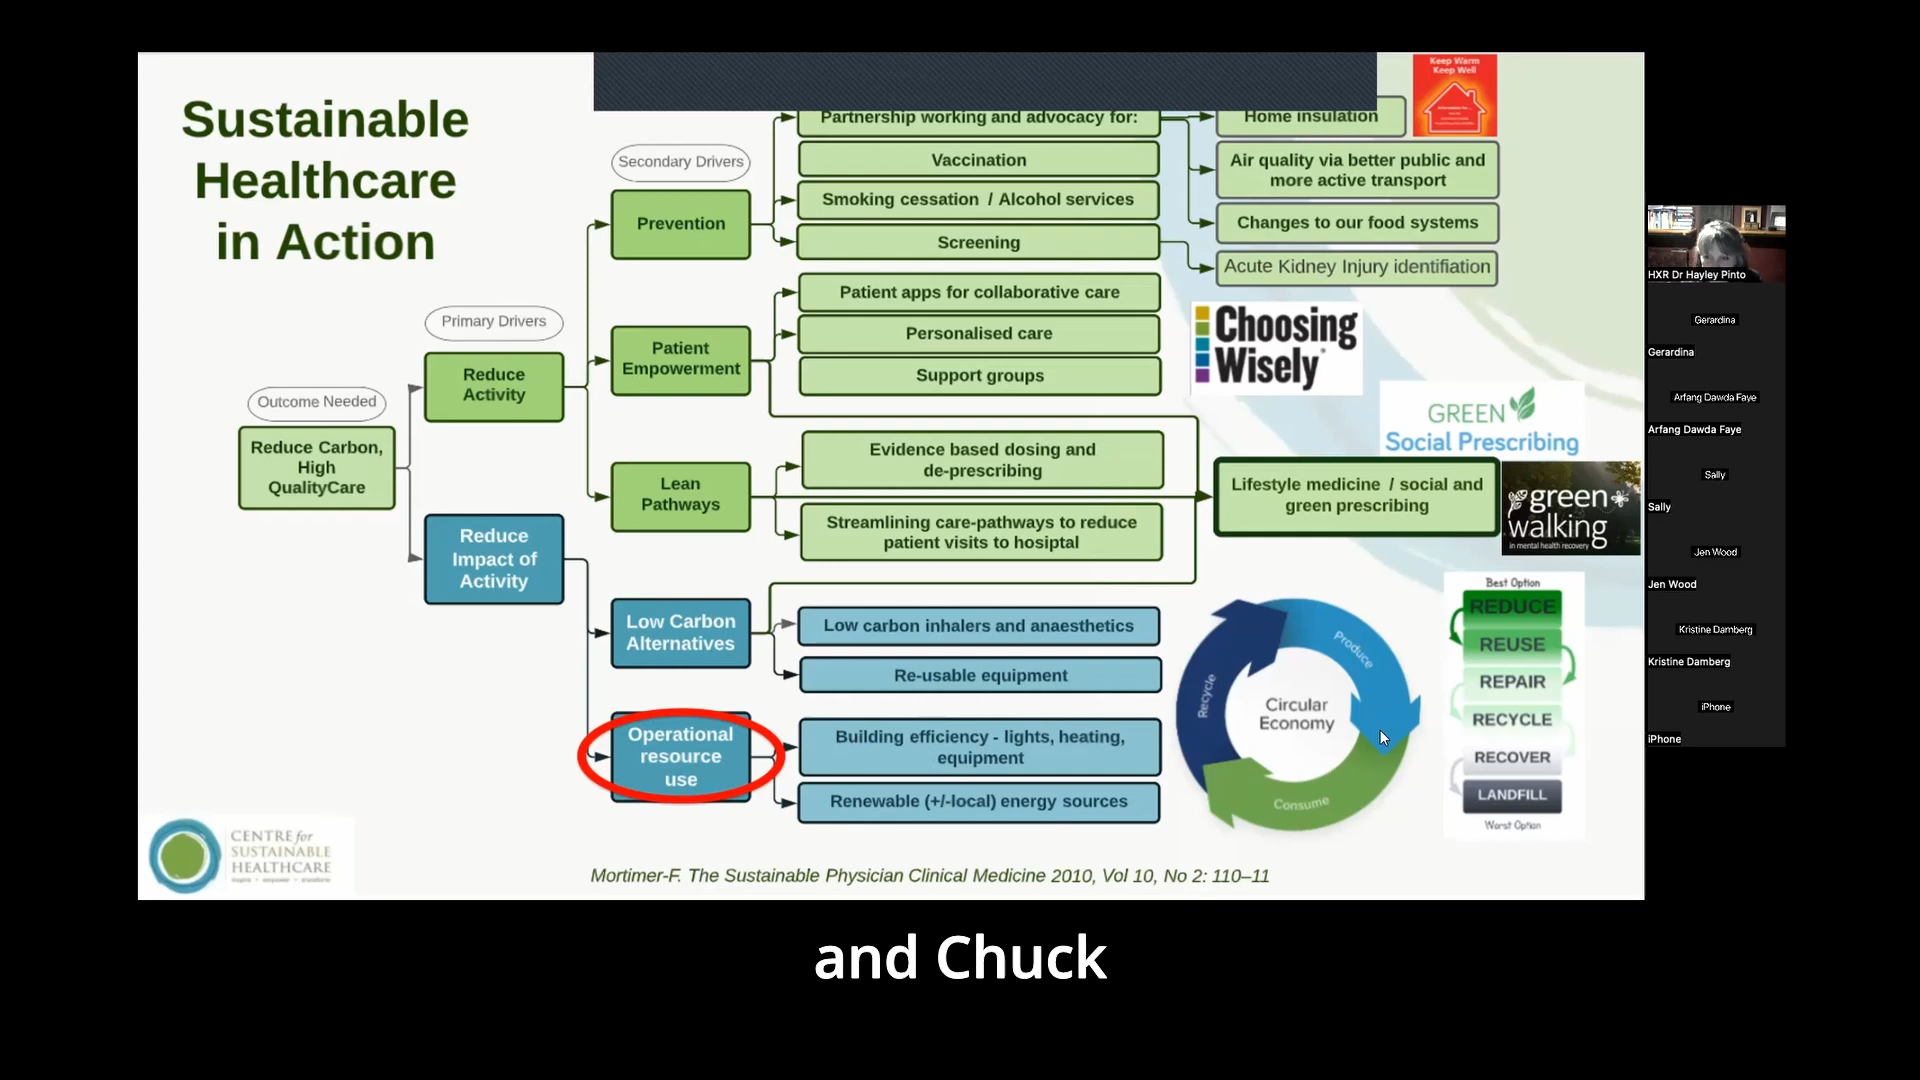 Sustainable
Healthcare
in Action
Outcome Needed
Reduce Carbon,
High
QualityCare
Primary Drivers
Reduce
Activity
Reduce
Impact of
Activity
Secondary Drivers
Prevention
Patient
Empowerment
Lean
Pathways
Low Carbon
Alternatives
Operational
resource
use
Partnership working and advocacy for:
Vaccination
Smoking cessation / Alcohol services
Screening
Patient apps for collaborative care
Personalised care
Support groups
Evidence based dosing and
de-prescribing
Streamlining care-pathways to reduce
patient visits to hosiptal
Low carbon inhalers and anaesthetics
Re-usable equipment
Building efficiency - lights, heating,
equipment
Renewable (+/-local) energy sources
Home insulation
Air quality via better public and
more active transport
Changes to our food systems
Acute Kidney Injury identifiation
Keep Warm
Keep Well
Choosing
Wisely
GREEN
Social Prescribing
Lifestyle medicine / social and
green prescribing
green
walking
in mental health recovery
Circular
Economy
Produce
Consume
Recycle
Best Option
REDUCE
REUSE
REPAIR
RECYCLE
RECOVER
LANDFILL
Worst Option
CENTRE for
SUSTAINABLE
HEALTHCARE
Mortimer-F. The Sustainable Physician Clinical Medicine 2010, Vol 10, No 2: 110–11
HXR Dr Hayley Pinto
Gerardina
Gerardina
Arfang Dawda Faye
Arfang Dawda Faye
Sally
Sally
Jen Wood
Jen Wood
Kristine Damberg
Kristine Damberg
iPhone
iPhone
and Chuck